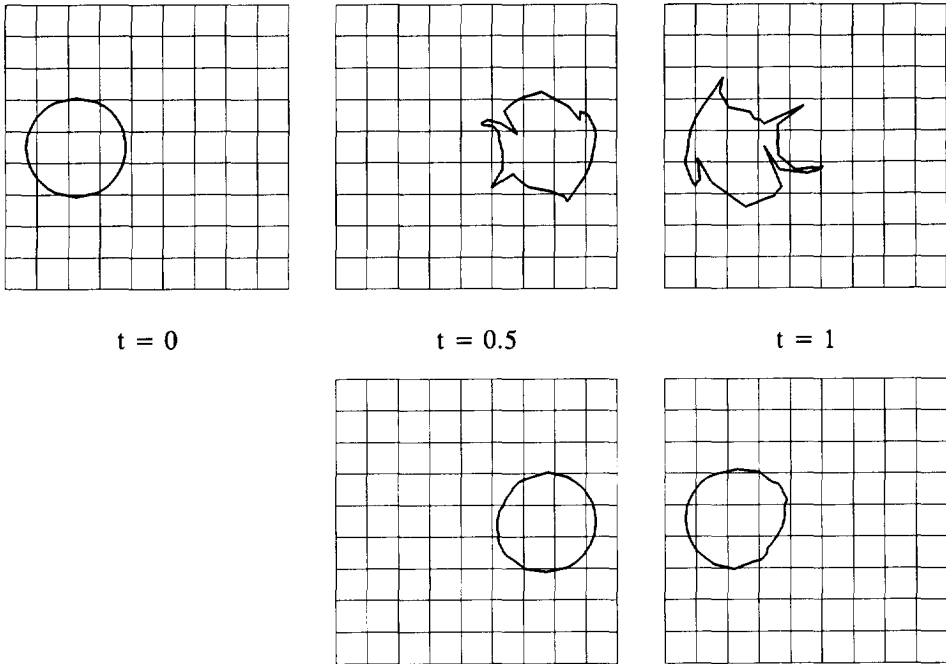 t = 0 t = 0.5 t = 1